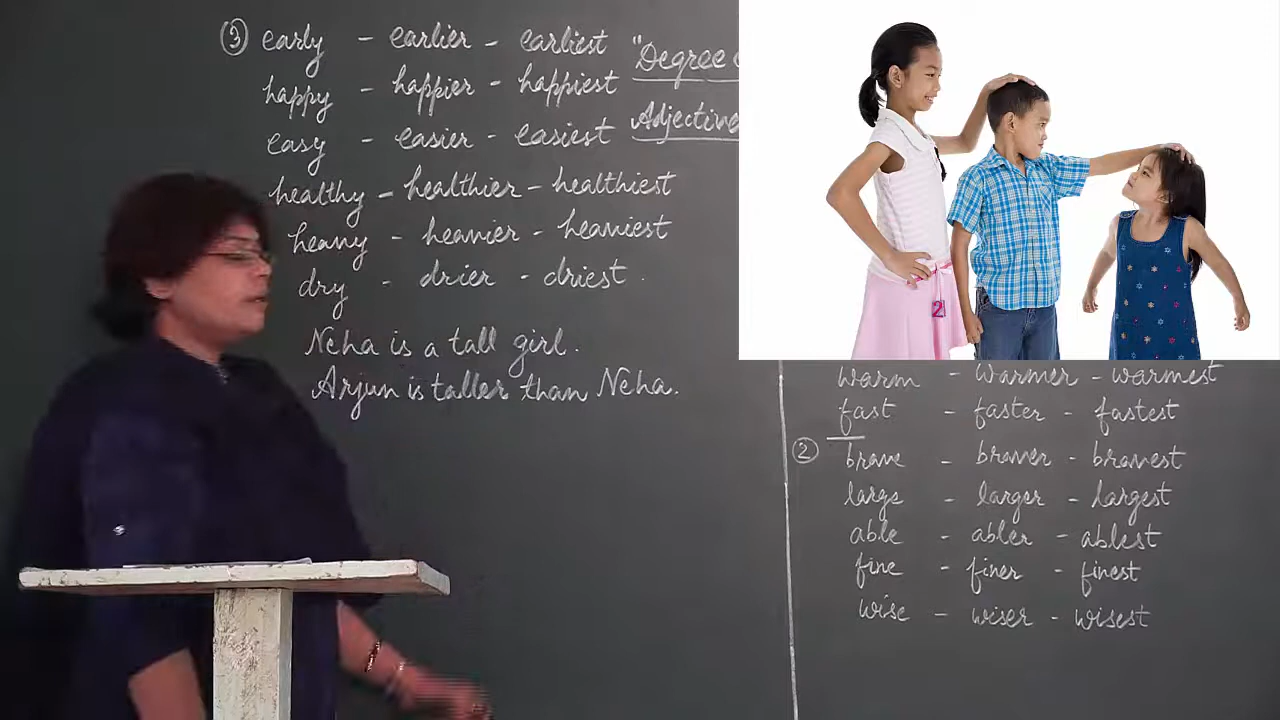 ③ early - earlier - earliest
happy - happier - happiest
easy - easier - easiest
healthy - healthier - healthiest
heavy - heavier - heaviest
dry - drier - driest .
Neha is a tall girl.
Arjun is taller than Neha.
"Degree
Adjective
2
warm - warmer - warmest
fast - faster - fastest
② brave - braver - bravest
large - larger - largest
able - abler - ablest
fine - finer - finest
wise - wiser - wisest